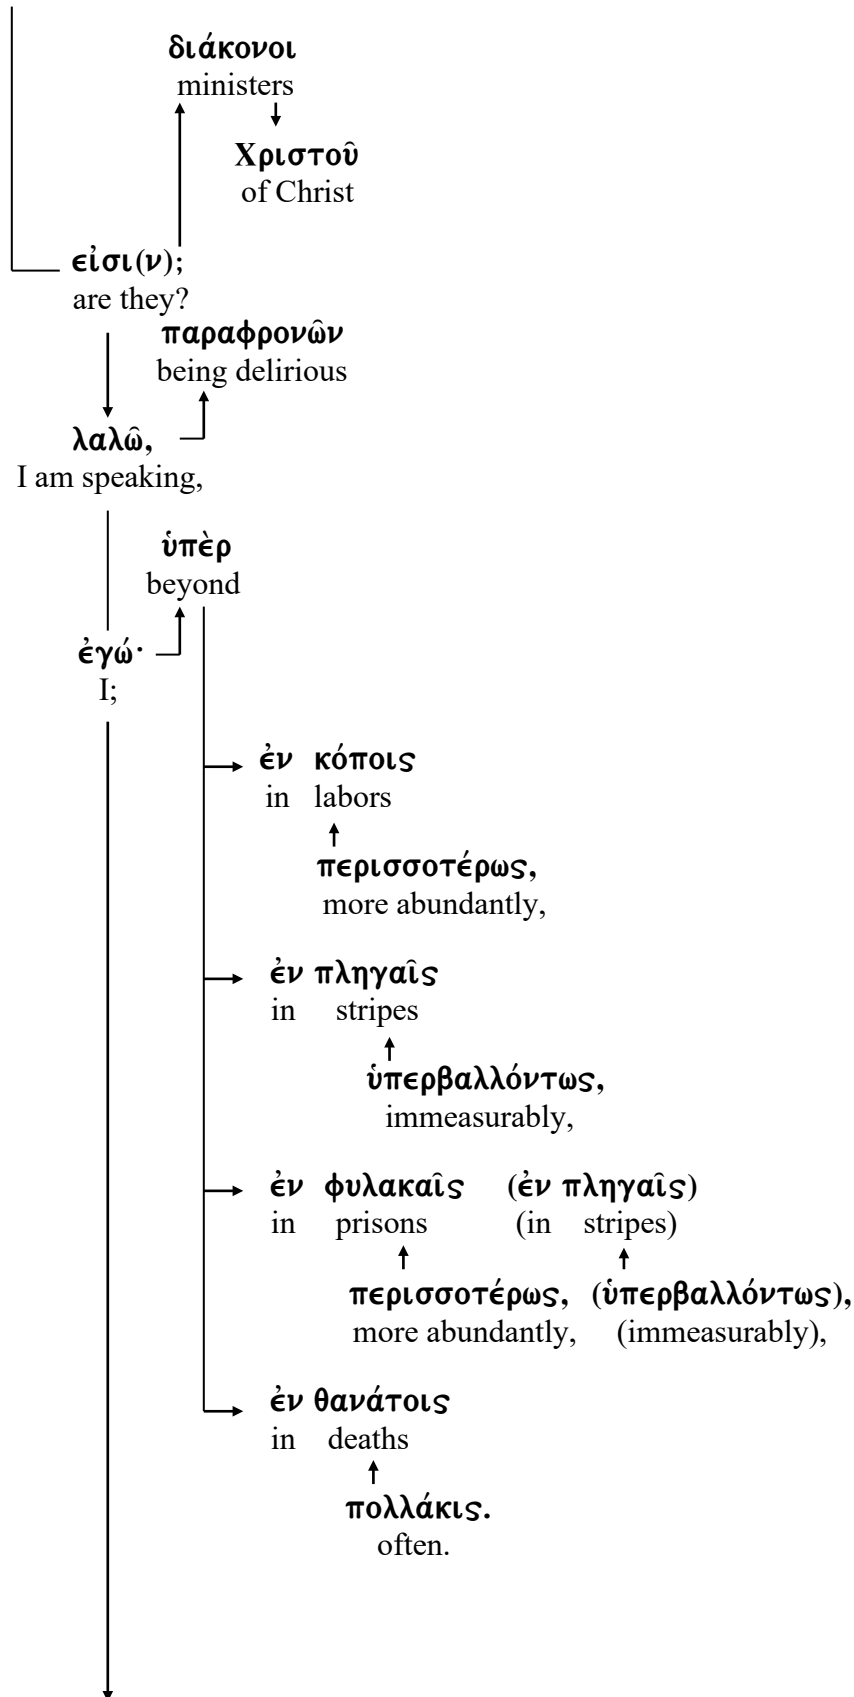 διάκονοι
ministers
Χριστοῦ
of Christ
εἰσι(ν);
are they?
παραφρονῶν
being delirious
λαλῶ,
I am speaking,
ὑπὲρ
beyond
ἐγώ·
I;
ἐν κόποις
in labors
περισσοτέρως,
more abundantly,
ἐν πληγαῖς
in stripes
ὑπερβαλλόντως,
immeasurably,
ἐν φυλακαῖς (ἐν πληγαῖς)
in prisons (in stripes)
περισσοτέρως, (ὑπερβαλλόντως),
more abundantly, (immeasurably),
ἐν θανάτοις
in deaths
πολλάκις.
often.